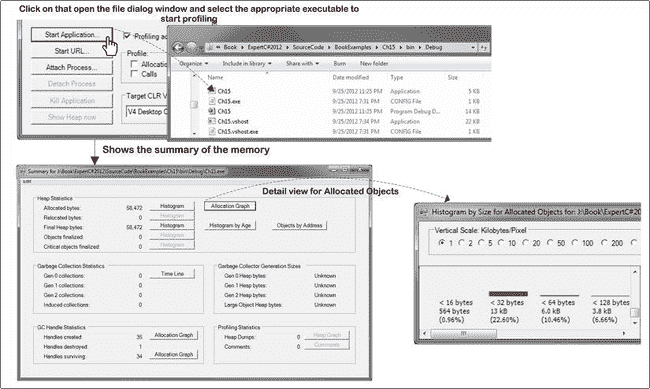 Click on that open the file dialog window and select the appropriate executable to
start profiling
Start Application...
Start URL...
Attach Process...
Detach Process
Kill Application
Show Heap now
Profiling ac
Profile:
Allocation
Calls
Target CLR V
V4 Desktop C
Book ▸ ExpertC#2012 ▸ SourceCode ▸ BookExamples ▸ Ch15 ▸ bin ▸ Debug ▸
Organize ▾ Include in library ▾ Share with ▾ Burn New folder
Name Date modified Type Size
Ch15 9/25/2012 11:25 PM Application 5 KB
Ch15.exe 9/25/2012 7:31 PM CONFIG File 1 KB
Ch15 9/25/2012 11:25 PM Program Debug D... 14 KB
Ch15.vshost 9/25/2012 7:34 PM Application 22 KB
Ch15.vshost.exe 9/25/2012 7:31 PM CONFIG File 1 KB
Shows the summary of the memory
Summary for J:\Book\ExpertC#2012\SourceCode\BookExamples\Ch15\bin\Debug\Ch15.exe
Edit
Detail view for Allocated Objects
Heap Statistics
Allocated bytes: 58,472 Histogram Allocation Graph
Relocated bytes: 0 Histogram
Final Heap bytes: 58,472 Histogram Histogram by Age Objects by Address
Objects finalized: 0 Histogram
Critical objects finalized: 0 Histogram
Garbage Collection Statistics
Gen 0 collections: 0 Time Line
Gen 1 collections: 0
Gen 2 collections: 0
Induced collections: 0
Garbage Collector Generation Sizes
Gen 0 Heap bytes: Unknown
Gen 1 Heap bytes: Unknown
Gen 2 Heap bytes: Unknown
Large Object Heap bytes: Unknown
GC Handle Statistics
Handles created: 35 Allocation Graph
Handles destroyed: 1
Handles surviving: 34 Allocation Graph
Profiling Statistics
Heap Dumps: 0 Heap Graph
Comments: 0 Comments
Histogram by Size for Allocated Objects for: J:\Book\ExpertC#20
Vertical Scale: Kilobytes/Pixel
1 2 5 10 20 50 100 200
< 16 bytes < 32 bytes < 64 bytes < 128 bytes
564 bytes 13 kB 6.0 kB 3.8 kB
(0.96%) (22.60%) (10.46%) (6.66%)